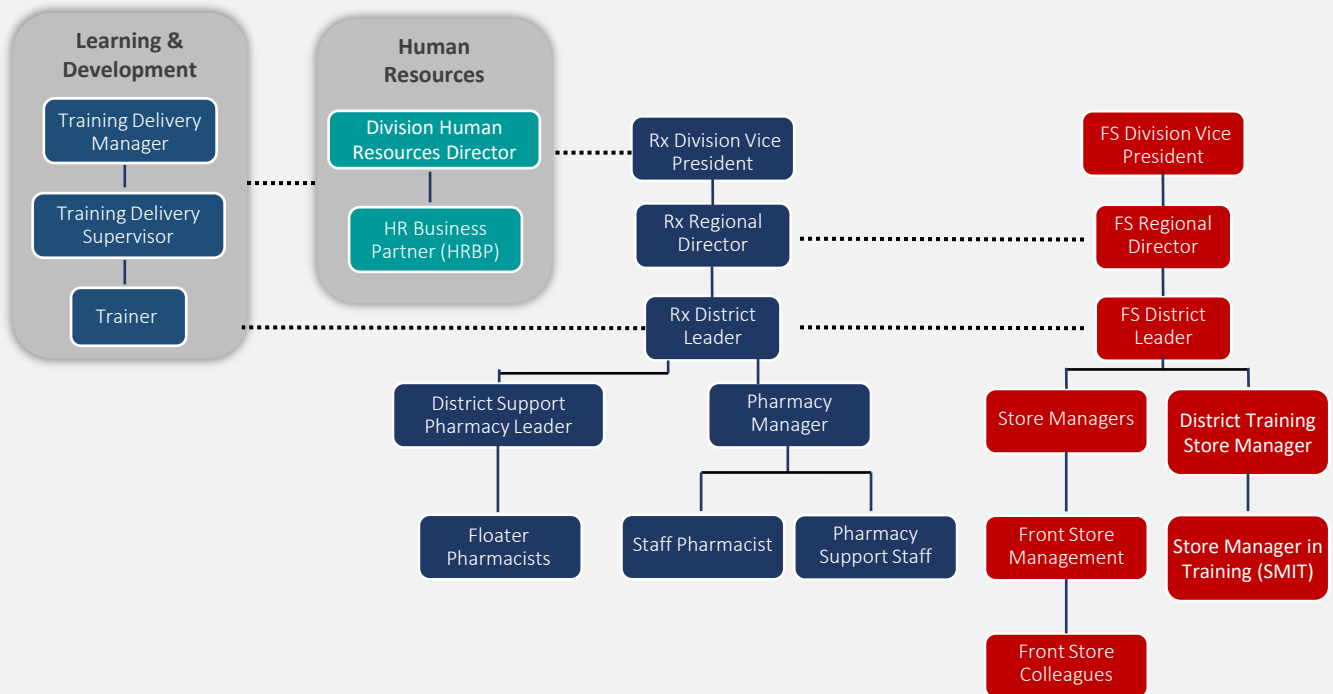 Learning &
Development
Training Delivery
Manager
Training Delivery
Supervisor
Trainer
Human
Resources
Division Human
Resources Director
HR Business
Partner (HRBP)
Rx Division Vice
President
Rx Regional
Director
Rx District
Leader
District Support
Pharmacy Leader
Floater
Pharmacists
Pharmacy
Manager
Staff Pharmacist
Pharmacy
Support Staff
FS Division Vice
President
FS Regional
Director
FS District
Leader
Store Managers
Front Store
Management
Front Store
Colleagues
District Training
Store Manager
Store Manager in
Training (SMIT)